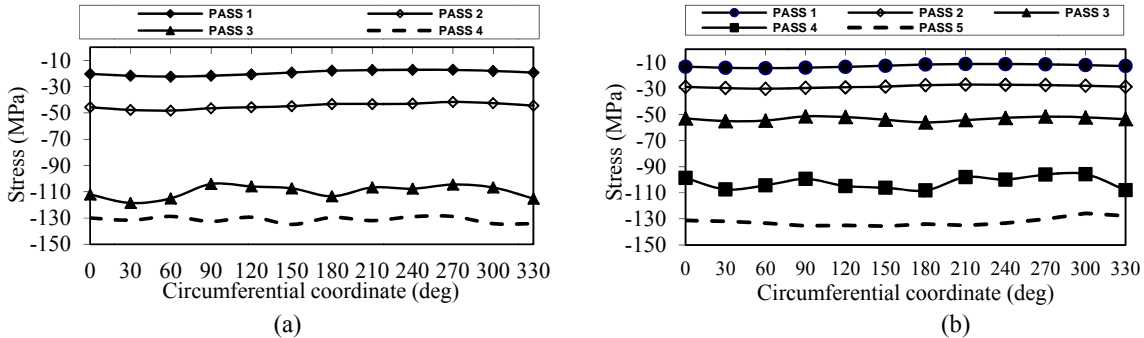 PASS 1 PASS 2
PASS 3 PASS 4
Stress (MPa)
-10
-30
-50
-70
-90
-110
-130
-150
0 30 60 90 120 150 180 210 240 270 300 330
Circumferential coordinate (deg)
(a)
PASS 1 PASS 2 PASS 3
PASS 4 PASS 5
Stress (MPa)
-10
-30
-50
-70
-90
-110
-130
-150
0 30 60 90 120 150 180 210 240 270 300 330
Circumferential coordinate (deg)
(b)